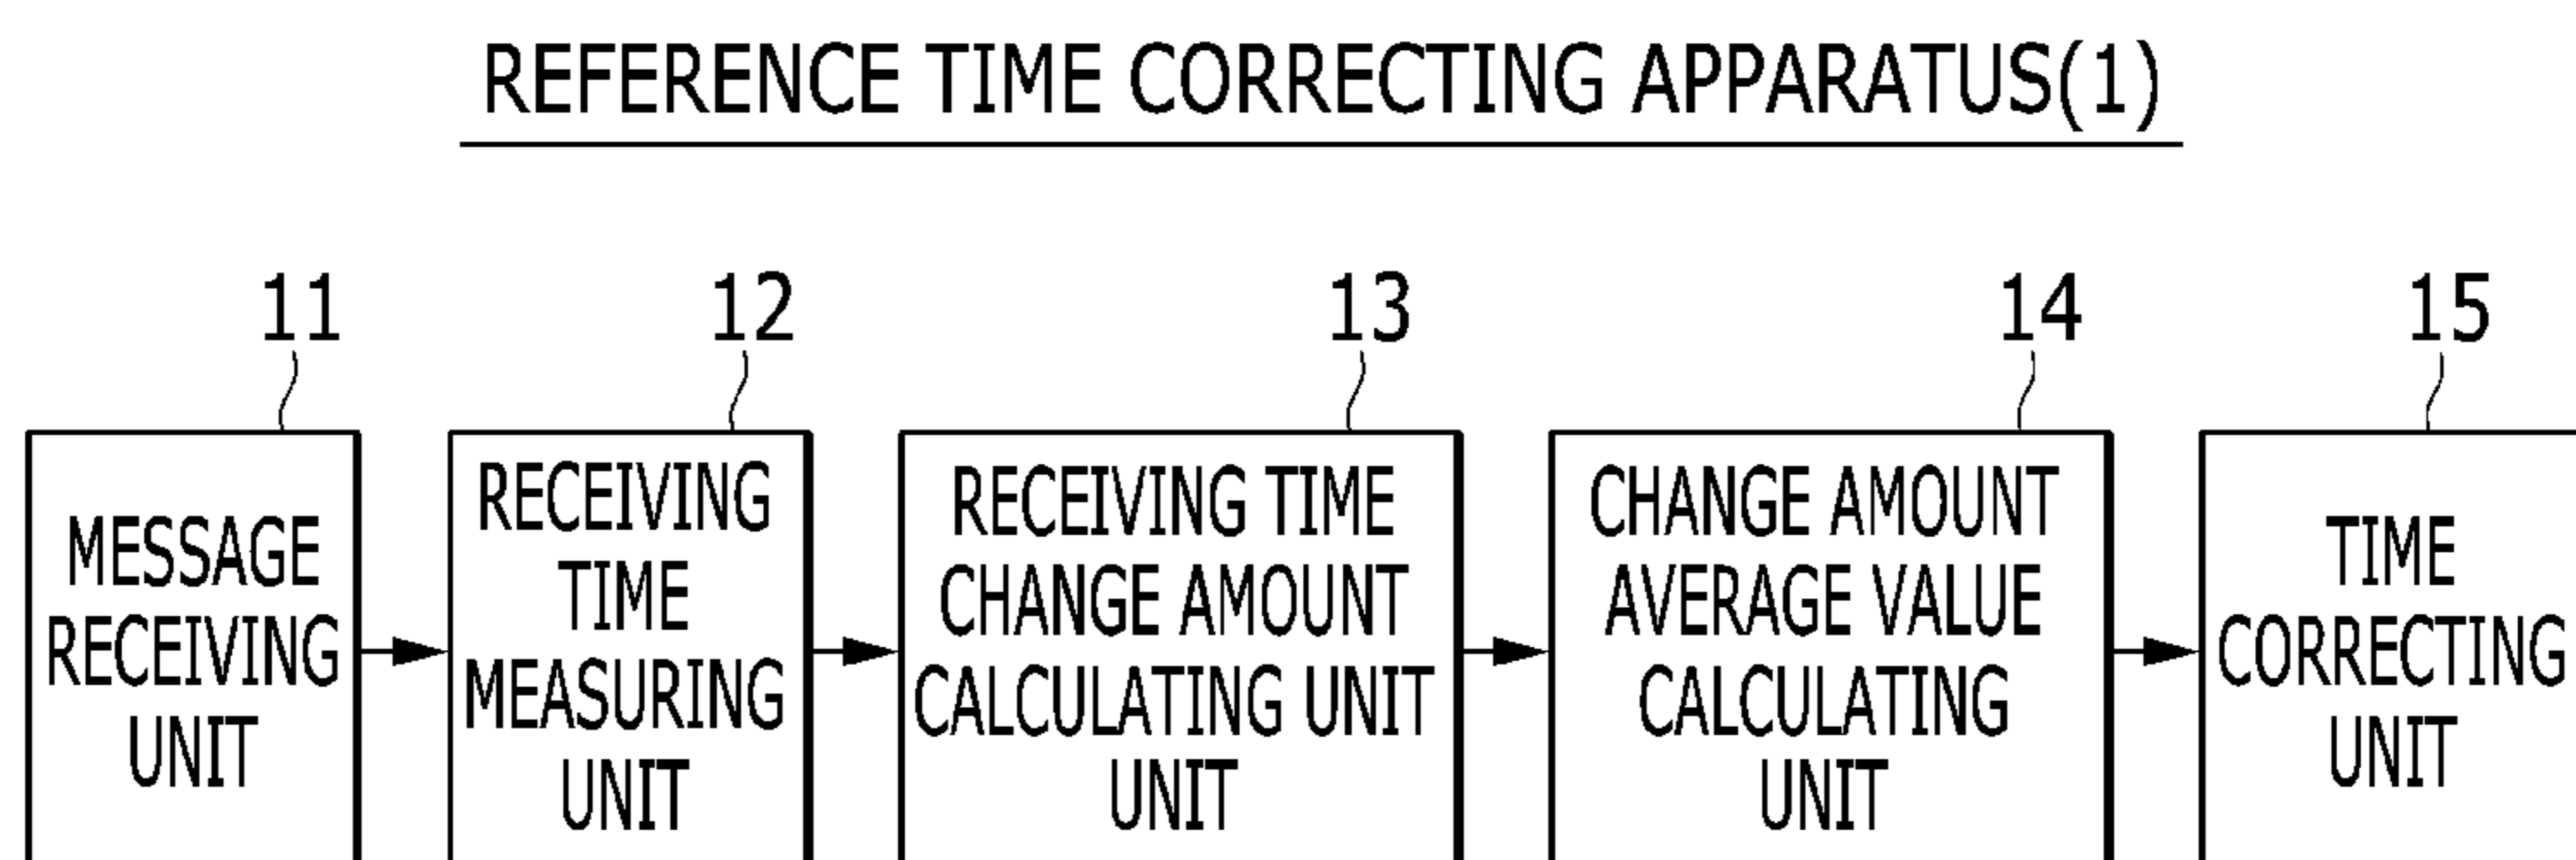 REFERENCE TIME CORRECTING APPARATUS(1)
11
12
13
14
15
MESSAGE
RECEIVING
UNIT
RECEIVING
TIME
MEASURING
UNIT
RECEIVING TIME
CHANGE AMOUNT
CALCULATING UNIT
UNIT
CHANGE AMOUNT
AVERAGE VALUE
CALCULATING
UNIT
TIME
CORRECTING
UNIT